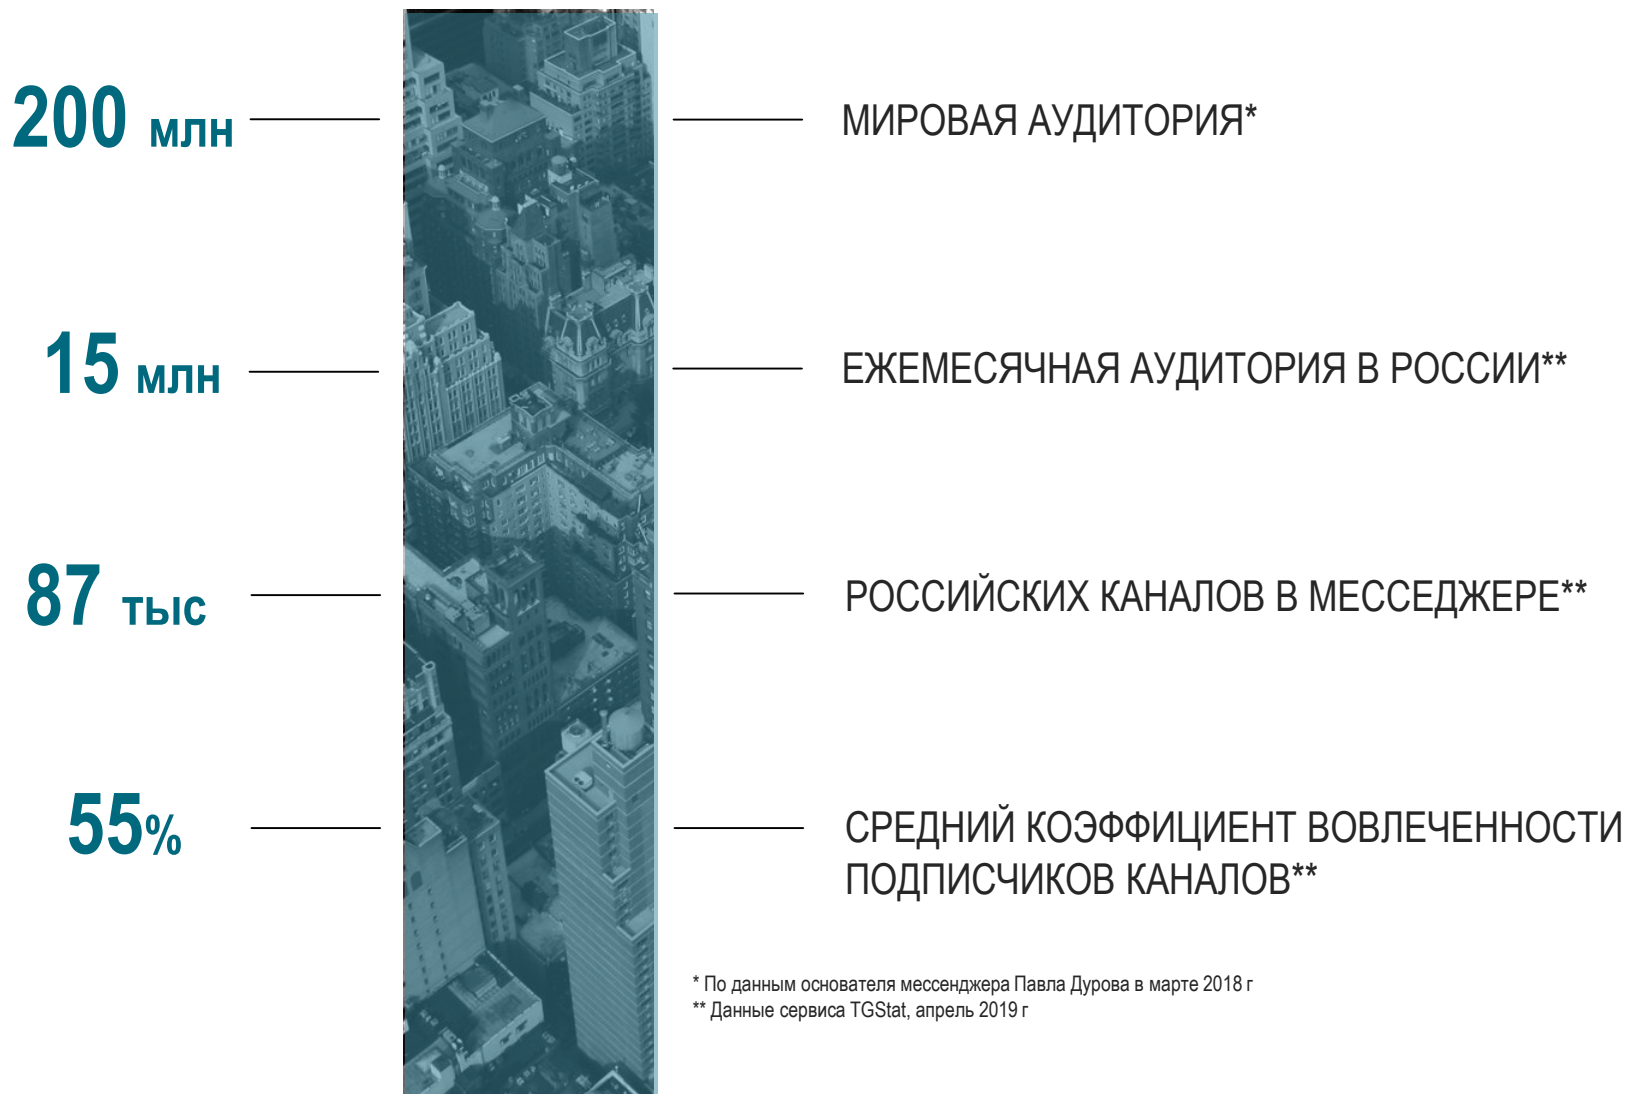 200 млн
МИРОВАЯ АУДИТОРИЯ*
15 млн
ЕЖЕМЕСЯЧНАЯ АУДИТОРИЯ В РОССИИ**
87 тыс
РОССИЙСКИХ КАНАЛОВ В МЕССЕДЖЕРЕ**
55%
СРЕДНИЙ КОЭФФИЦИЕНТ ВОВЛЕЧЕННОСТИ
ПОДПИСЧИКОВ КАНАЛОВ**
* По данным основателя мессенджера Павла Дурова в марте 2018 г
** Данные сервиса TGStat, апрель 2019 г